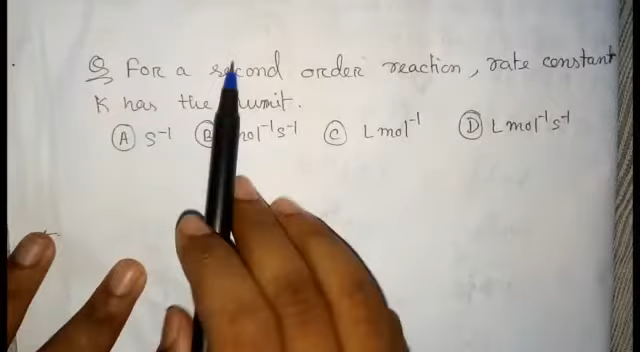 Q For a second order reaction, rate constant
K has the unit.
(A) s⁻¹ (B) mol⁻¹s⁻¹ (C) L mol⁻¹ (D) L mol⁻¹ s⁻¹